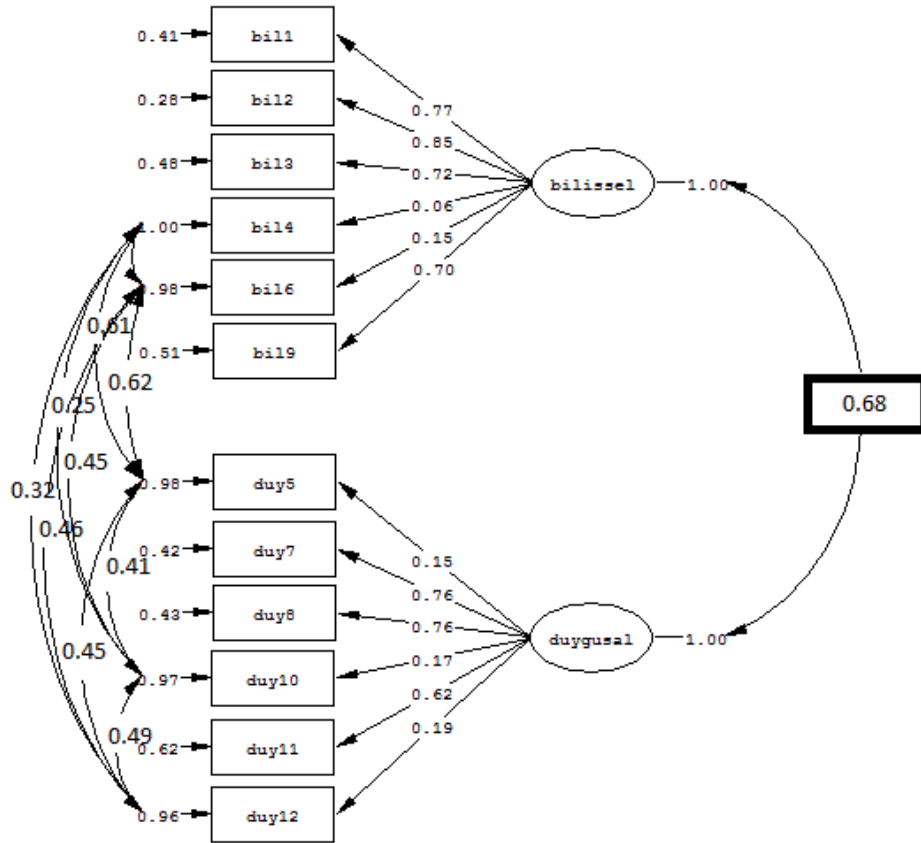 0.41 bil1
0.77
0.28 bil2
0.85
0.48 bil3
0.72
bilissel 1.00
1.00 bil4
0.06
0.15
0.98 bil6
0.70
0.61
0.51 bil9
0.62
0.25
0.68
0.45
0.98 duy5
0.32
0.46
0.42 duy7
0.15
0.41
0.76
0.43 duy8
0.76
duygusal 1.00
0.45
0.17
0.97 duy10
0.62
0.49
0.62 duy11
0.19
0.96 duy12